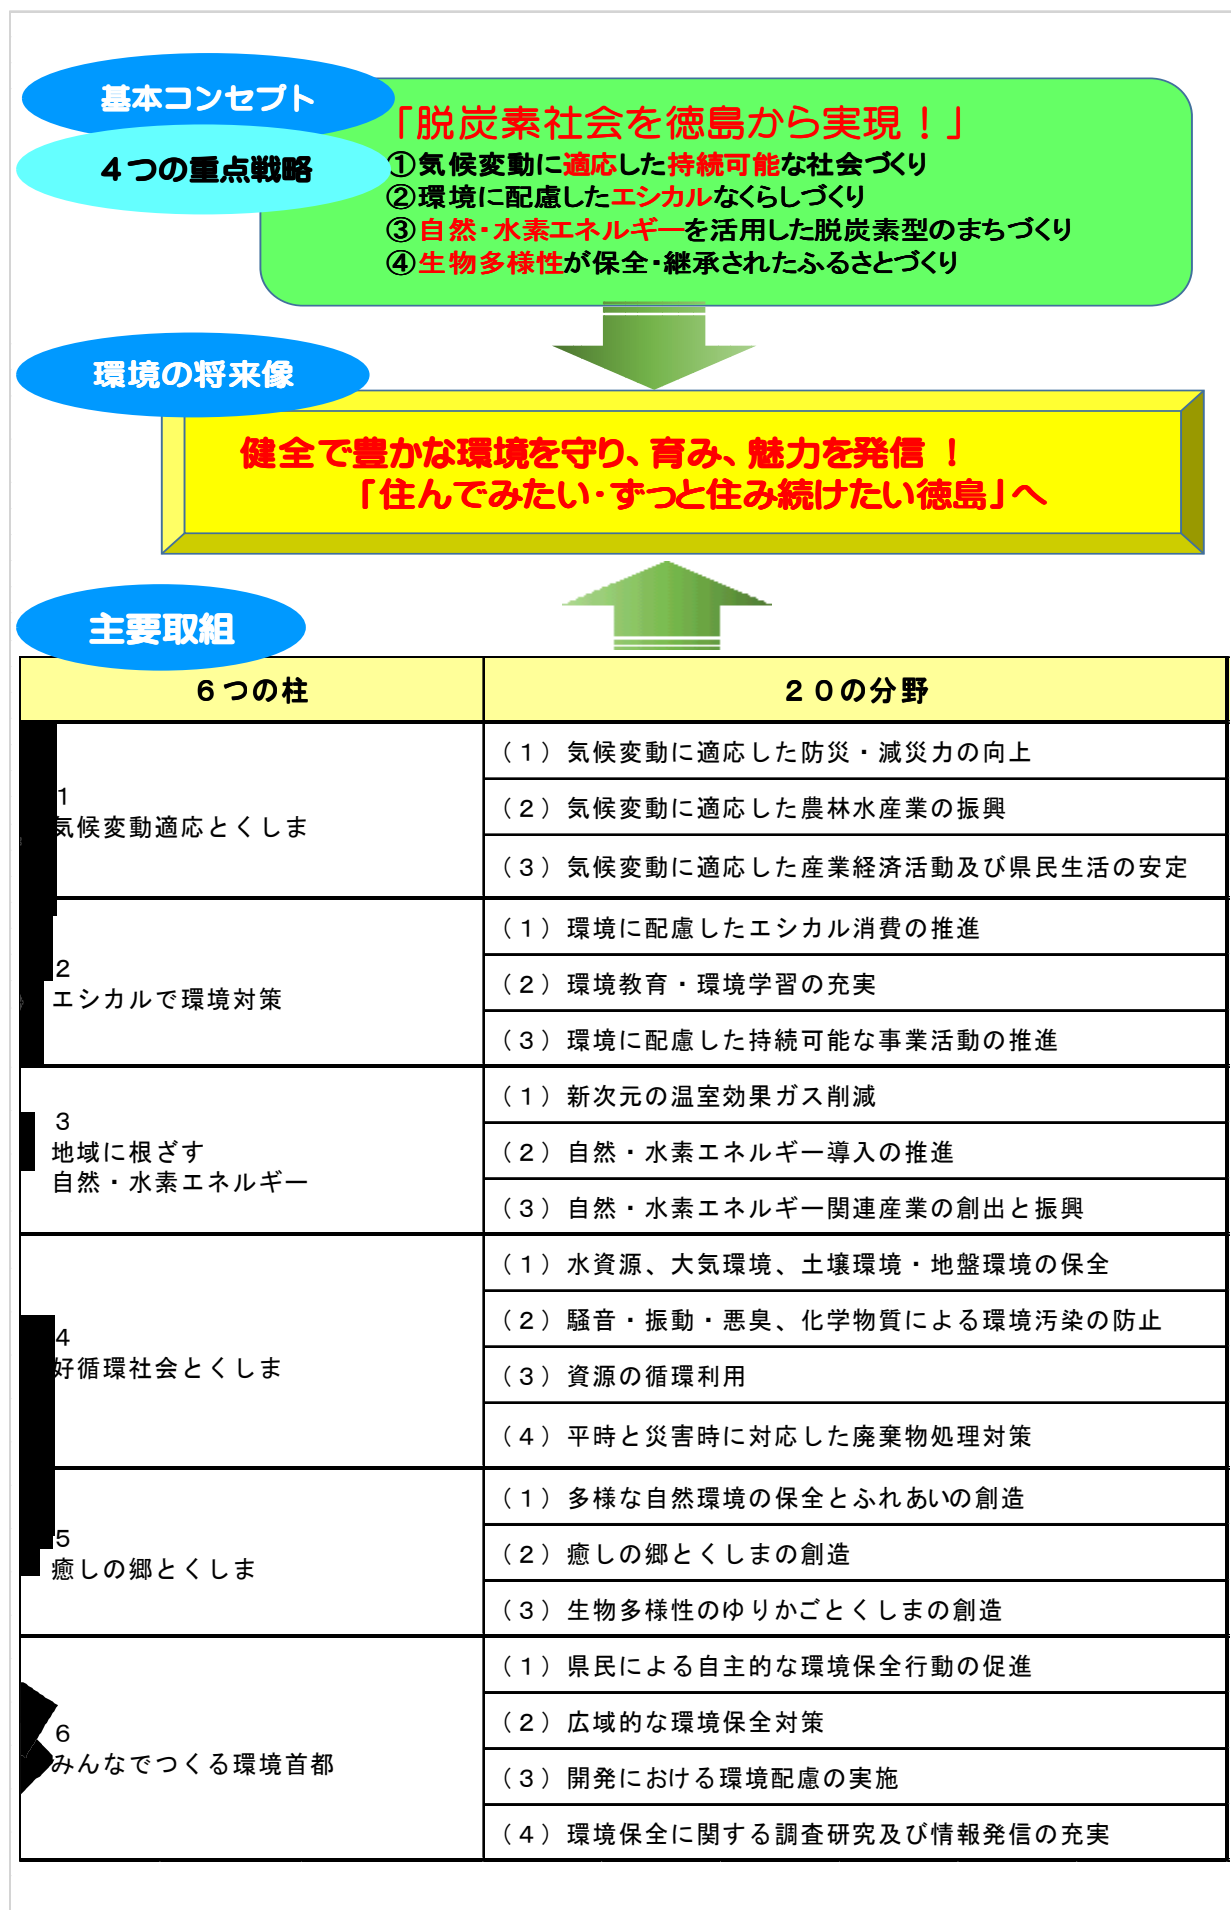 基本コンセプト
「脱炭素社会を徳島から実現！」
４つの重点戦略
①気候変動に適応した持続可能な社会づくり
②環境に配慮したエシカルなくらしづくり
③自然・水素エネルギーを活用した脱炭素型のまちづくり
④生物多様性が保全・継承されたふるさとづくり
環境の将来像
健全で豊かな環境を守り、育み、魅力を発信！
「住んでみたい・ずっと住み続けたい徳島」へ
主要取組
６つの柱
２０の分野
1
気候変動適応とくしま
（１）気候変動に適応した防災・減災力の向上
（２）気候変動に適応した農林水産業の振興
（３）気候変動に適応した産業経済活動及び県民生活の安定
2
エシカルで環境対策
（１）環境に配慮したエシカル消費の推進
（２）環境教育・環境学習の充実
（３）環境に配慮した持続可能な事業活動の推進
3
地域に根ざす
自然・水素エネルギー
（１）新次元の温室効果ガス削減
（２）自然・水素エネルギー導入の推進
（３）自然・水素エネルギー関連産業の創出と振興
4
好循環社会とくしま
（１）水資源、大気環境、土壌環境・地盤環境の保全
（２）騒音・振動・悪臭、化学物質による環境汚染の防止
（３）資源の循環利用
（４）平時と災害時に対応した廃棄物処理対策
5
癒しの郷とくしま
（１）多様な自然環境の保全とふれあいの創造
（２）癒しの郷とくしまの創造
（３）生物多様性のゆりかごとくしまの創造
6
みんなでつくる環境首都
（１）県民による自主的な環境保全行動の促進
（２）広域的な環境保全対策
（３）開発における環境配慮の実施
（４）環境保全に関する調査研究及び情報発信の充実